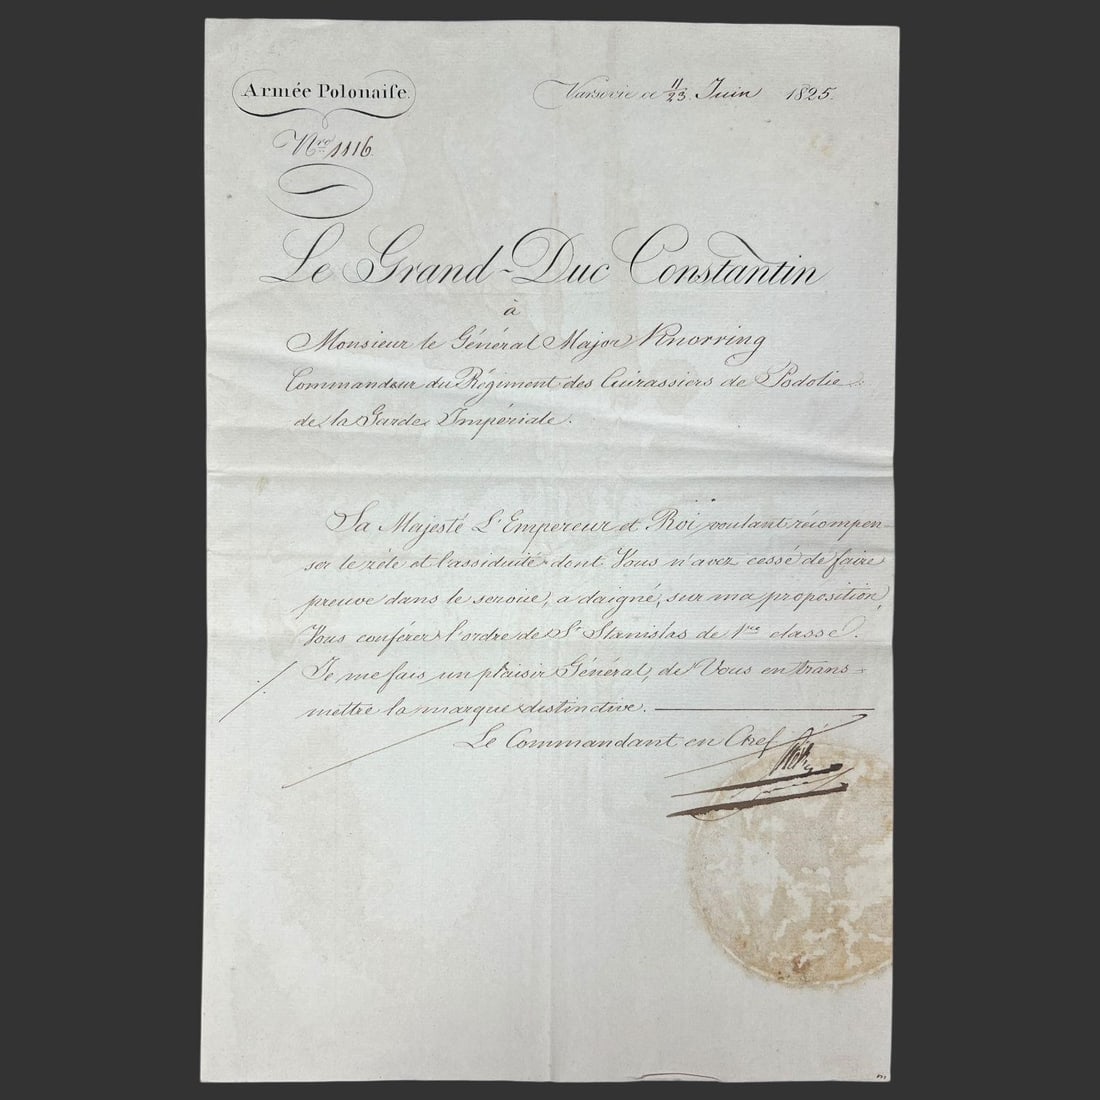 Armée Polonaiſe.
Varsovie ce 11/23. Juin 1825.
Nro 1116.
Le Grand-Duc Constantin
à
Monsieur le Général Major Knorring
Commandeur du Régiment des Cuirassiers de Podolie
de la Garde Impériale.
Sa Majesté L'Empereur et Roi, voulant récompen-
ser le zéle et l'assiduité dont Vous n'avez cessé de faire
preuve dans le service, a daigné, sur ma proposition,
Vous conférer l'ordre de St Stanislas de 1re classe.
Je me fais un plaisir Général, de Vous en trans-
mettre la marque distinctive.
Le Commandant en Chef